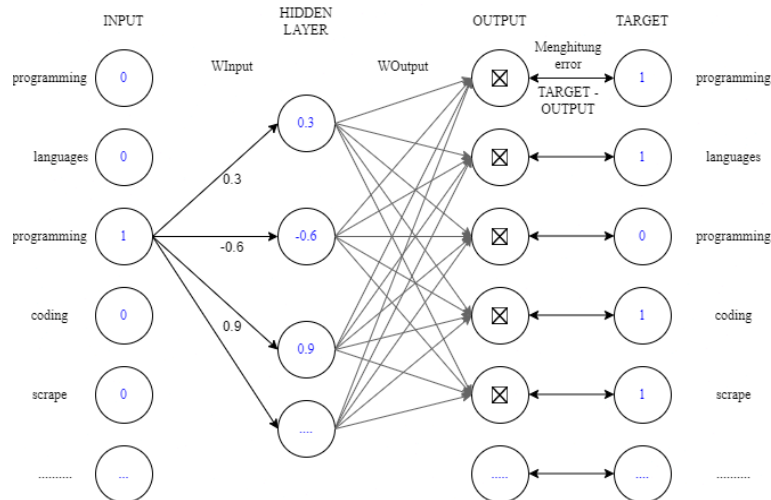 INPUT
HIDDEN
LAYER
OUTPUT
TARGET
WInput
WOutput
Menghitung
error
TARGET -
OUTPUT
programming
0
1
programming
0.3
languages
0
1
languages
0.3
programming
1
-0.6
-0.6
0
programming
coding
0
0.9
1
coding
0.9
scrape
0
1
scrape
....
..........
...
.....
....
..........